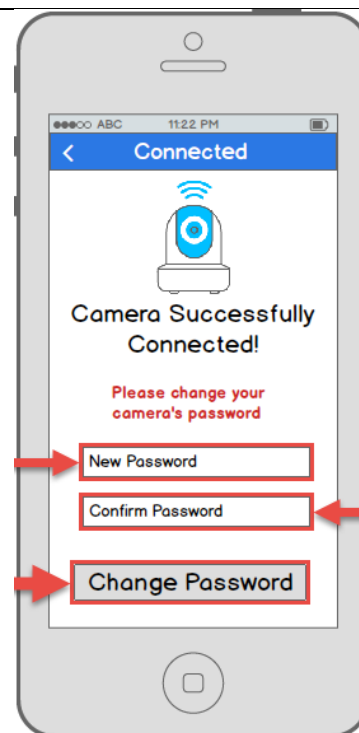 ABC 11:22 PM
Connected
Camera Successfully
Connected!
Please change your
camera's password
New Password
Confirm Password
Change Password